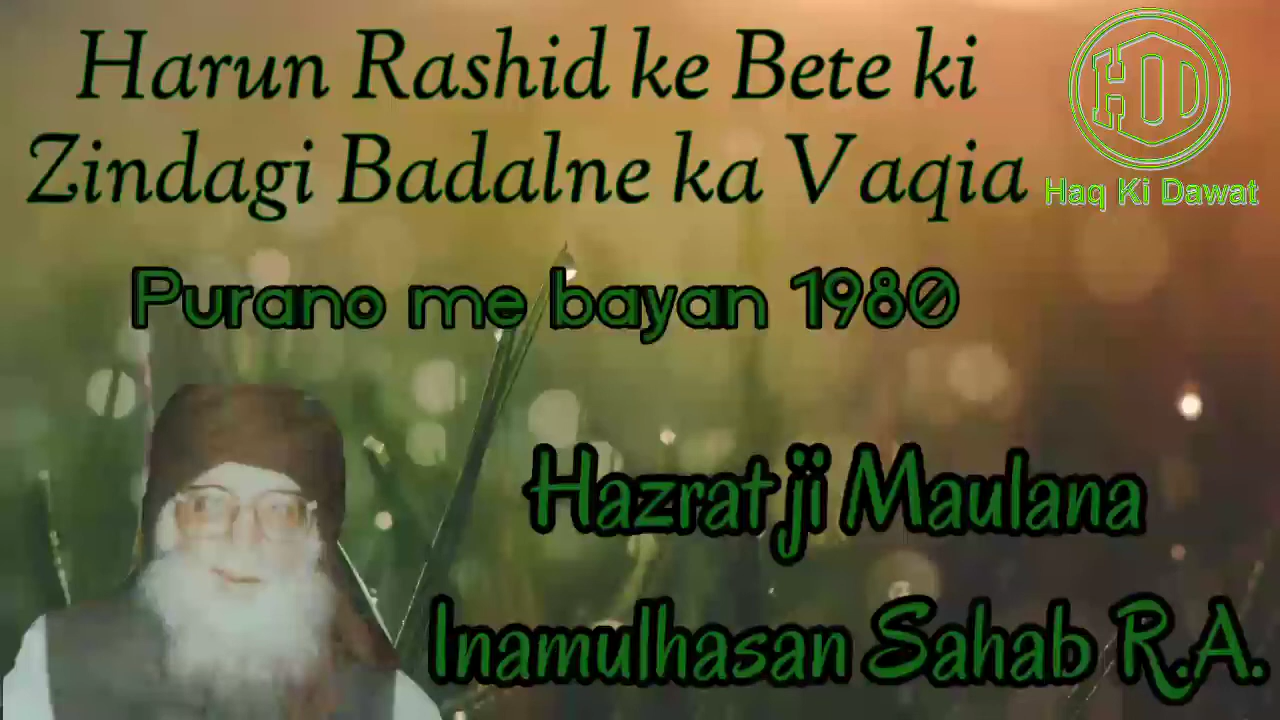 Harun Rashid ke Bete ki
Zindagi Badalne ka Vaqia
HD
Haq Ki Dawat
Purano me bayan 1980
Hazrat ji Maulana
Inamulhasan Sahab R.A.